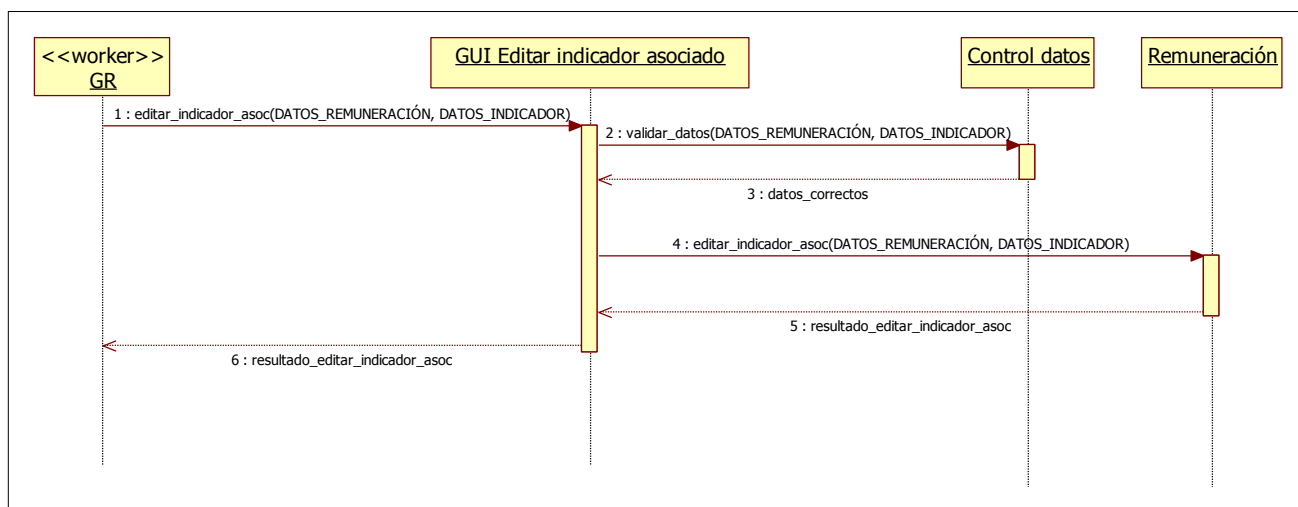 <<worker>>
GR
GUI Editar indicador asociado
Control datos
Remuneración
1 : editar_indicador_asoc(DATOS_REMUNERACIÓN, DATOS_INDICADOR)
2 : validar_datos(DATOS_REMUNERACIÓN, DATOS_INDICADOR)
3 : datos_correctos
4 : editar_indicador_asoc(DATOS_REMUNERACIÓN, DATOS_INDICADOR)
5 : resultado_editar_indicador_asoc
6 : resultado_editar_indicador_asoc